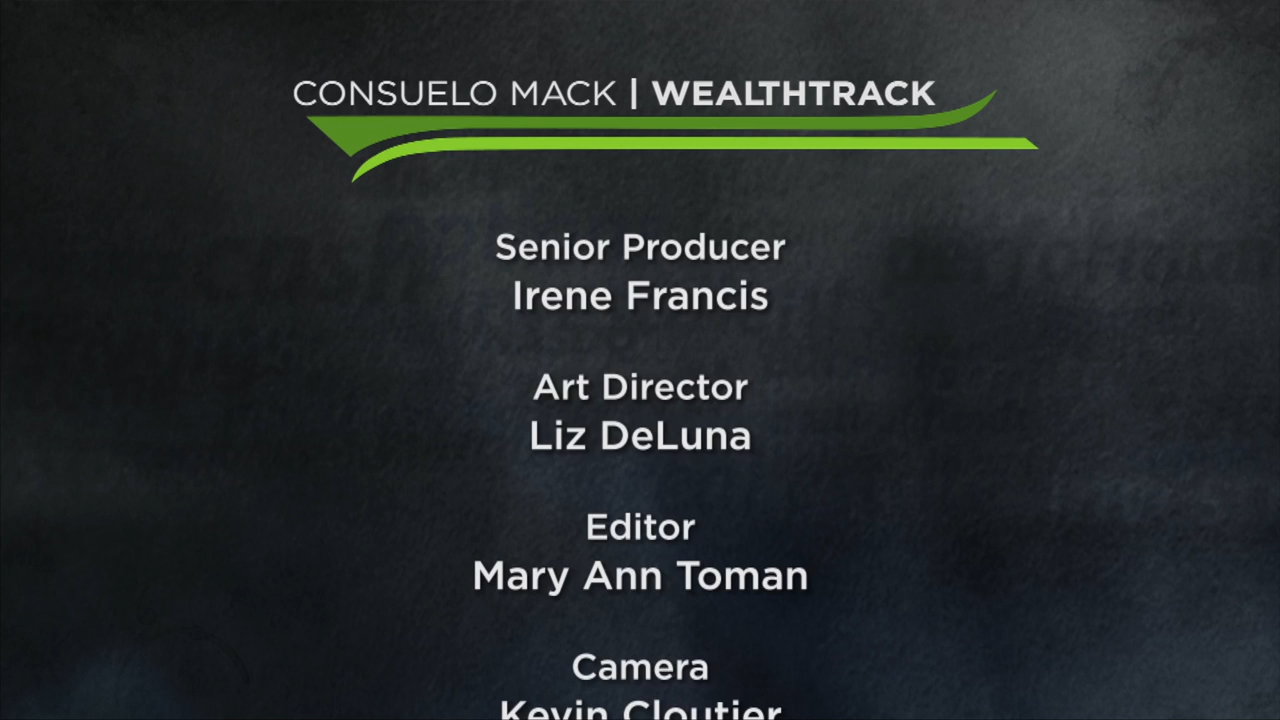 CONSUELO MACK | WEALTHTRACK
Senior Producer
Irene Francis
Art Director
Liz DeLuna
Editor
Mary Ann Toman
Camera
Kevin Cloutier